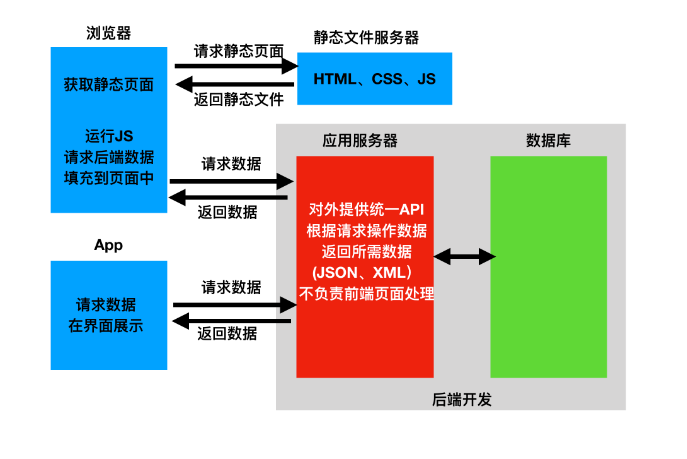 浏览器
获取静态页面
运行JS
请求后端数据
填充到页面中
请求静态页面
返回静态文件
静态文件服务器
HTML、CSS、JS
请求数据
返回数据
应用服务器
对外提供统一API
根据请求操作数据
返回所需数据
(JSON、XML）
不负责前端页面处理
数据库
App
请求数据
在界面展示
请求数据
返回数据
后端开发